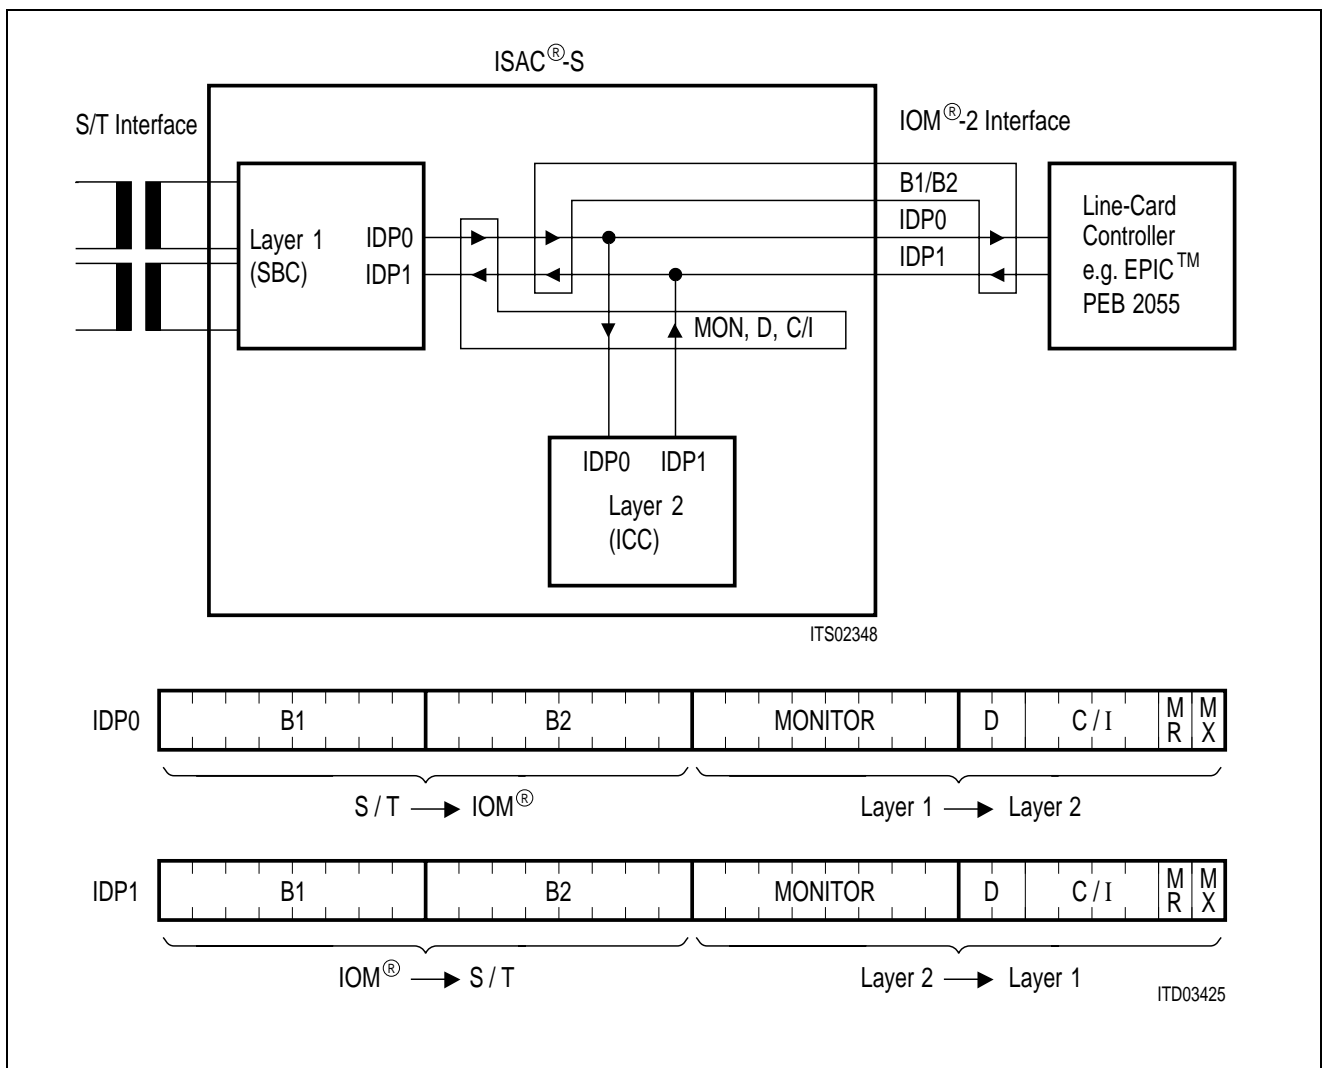 ISAC®-S
S/T Interface
IOM®-2 Interface
B1/B2
IDP0
IDP1
Layer 1
(SBC)
IDP0
IDP1
Line-Card
Controller
e.g. EPIC™
PEB 2055
MON, D, C/I
IDP0 IDP1
Layer 2
(ICC)
ITS02348
IDP0 B1 B2 MONITOR D C / I MR MX
S / T → IOM® Layer 1 → Layer 2
IDP1 B1 B2 MONITOR D C / I MR MX
IOM® → S / T Layer 2 → Layer 1
ITD03425